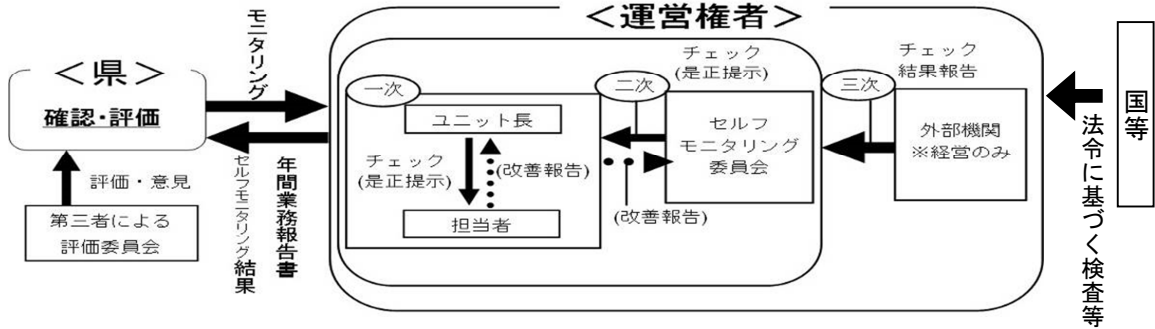 ＜運営権者＞
＜県＞
確認・評価
評価・意見
第三者による
評価委員会
モニタリング
年間業務報告書
セルフモニタリング結果
一次
ユニット長
チェック
(是正提示)
(改善報告)
担当者
二次
チェック
(是正提示)
セルフ
モニタリング
委員会
(改善報告)
三次
チェック
結果報告
外部機関
※経営のみ
国等
法令に基づく検査等